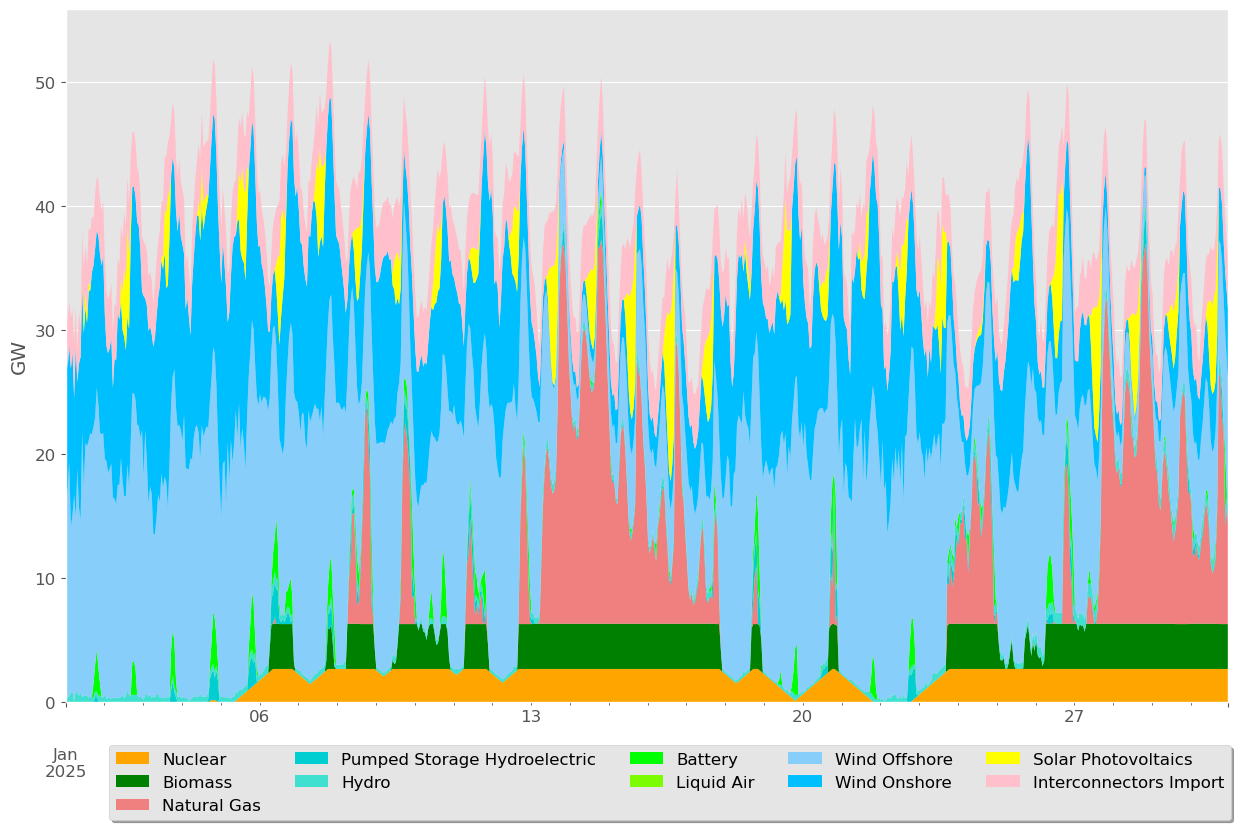 GW
50
40
30
20
10
0
06 13 20 27
Jan
2025
Nuclear Pumped Storage Hydroelectric Battery Wind Offshore Solar Photovoltaics
Biomass Hydro Liquid Air Wind Onshore Interconnectors Import
Natural Gas